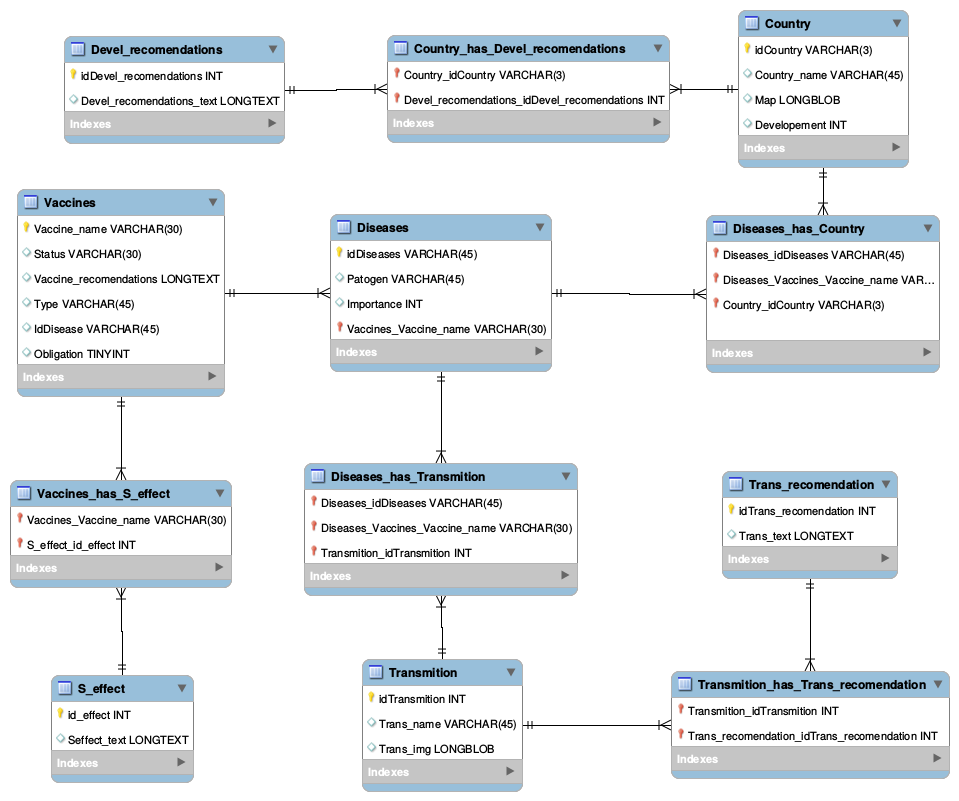 Devel_recomendations
idDevel_recomendations INT
Devel_recomendations_text LONGTEXT
Indexes
Country_has_Devel_recomendations
Country_idCountry VARCHAR(3)
Devel_recomendations_idDevel_recomendations INT
Indexes
Country
idCountry VARCHAR(3)
Country_name VARCHAR(45)
Map LONGBLOB
Developement INT
Indexes
Vaccines
Vaccine_name VARCHAR(30)
Status VARCHAR(30)
Vaccine_recomendations LONGTEXT
Type VARCHAR(45)
IdDisease VARCHAR(45)
Obligation TINYINT
Indexes
Diseases
idDiseases VARCHAR(45)
Patogen VARCHAR(45)
Importance INT
Vaccines_Vaccine_name VARCHAR(30)
Indexes
Diseases_has_Country
Diseases_idDiseases VARCHAR(45)
Diseases_Vaccines_Vaccine_name VAR...
Country_idCountry VARCHAR(3)
Indexes
Vaccines_has_S_effect
Vaccines_Vaccine_name VARCHAR(30)
S_effect_id_effect INT
Indexes
Diseases_has_Transmition
Diseases_idDiseases VARCHAR(45)
Diseases_Vaccines_Vaccine_name VARCHAR(30)
Transmition_idTransmition INT
Indexes
Trans_recomendation
idTrans_recomendation INT
Trans_text LONGTEXT
Indexes
S_effect
id_effect INT
Seffect_text LONGTEXT
Indexes
Transmition
idTransmition INT
Trans_name VARCHAR(45)
Trans_img LONGBLOB
Indexes
Transmition_has_Trans_recomendation
Transmition_idTransmition INT
Trans_recomendation_idTrans_recomendation INT
Indexes